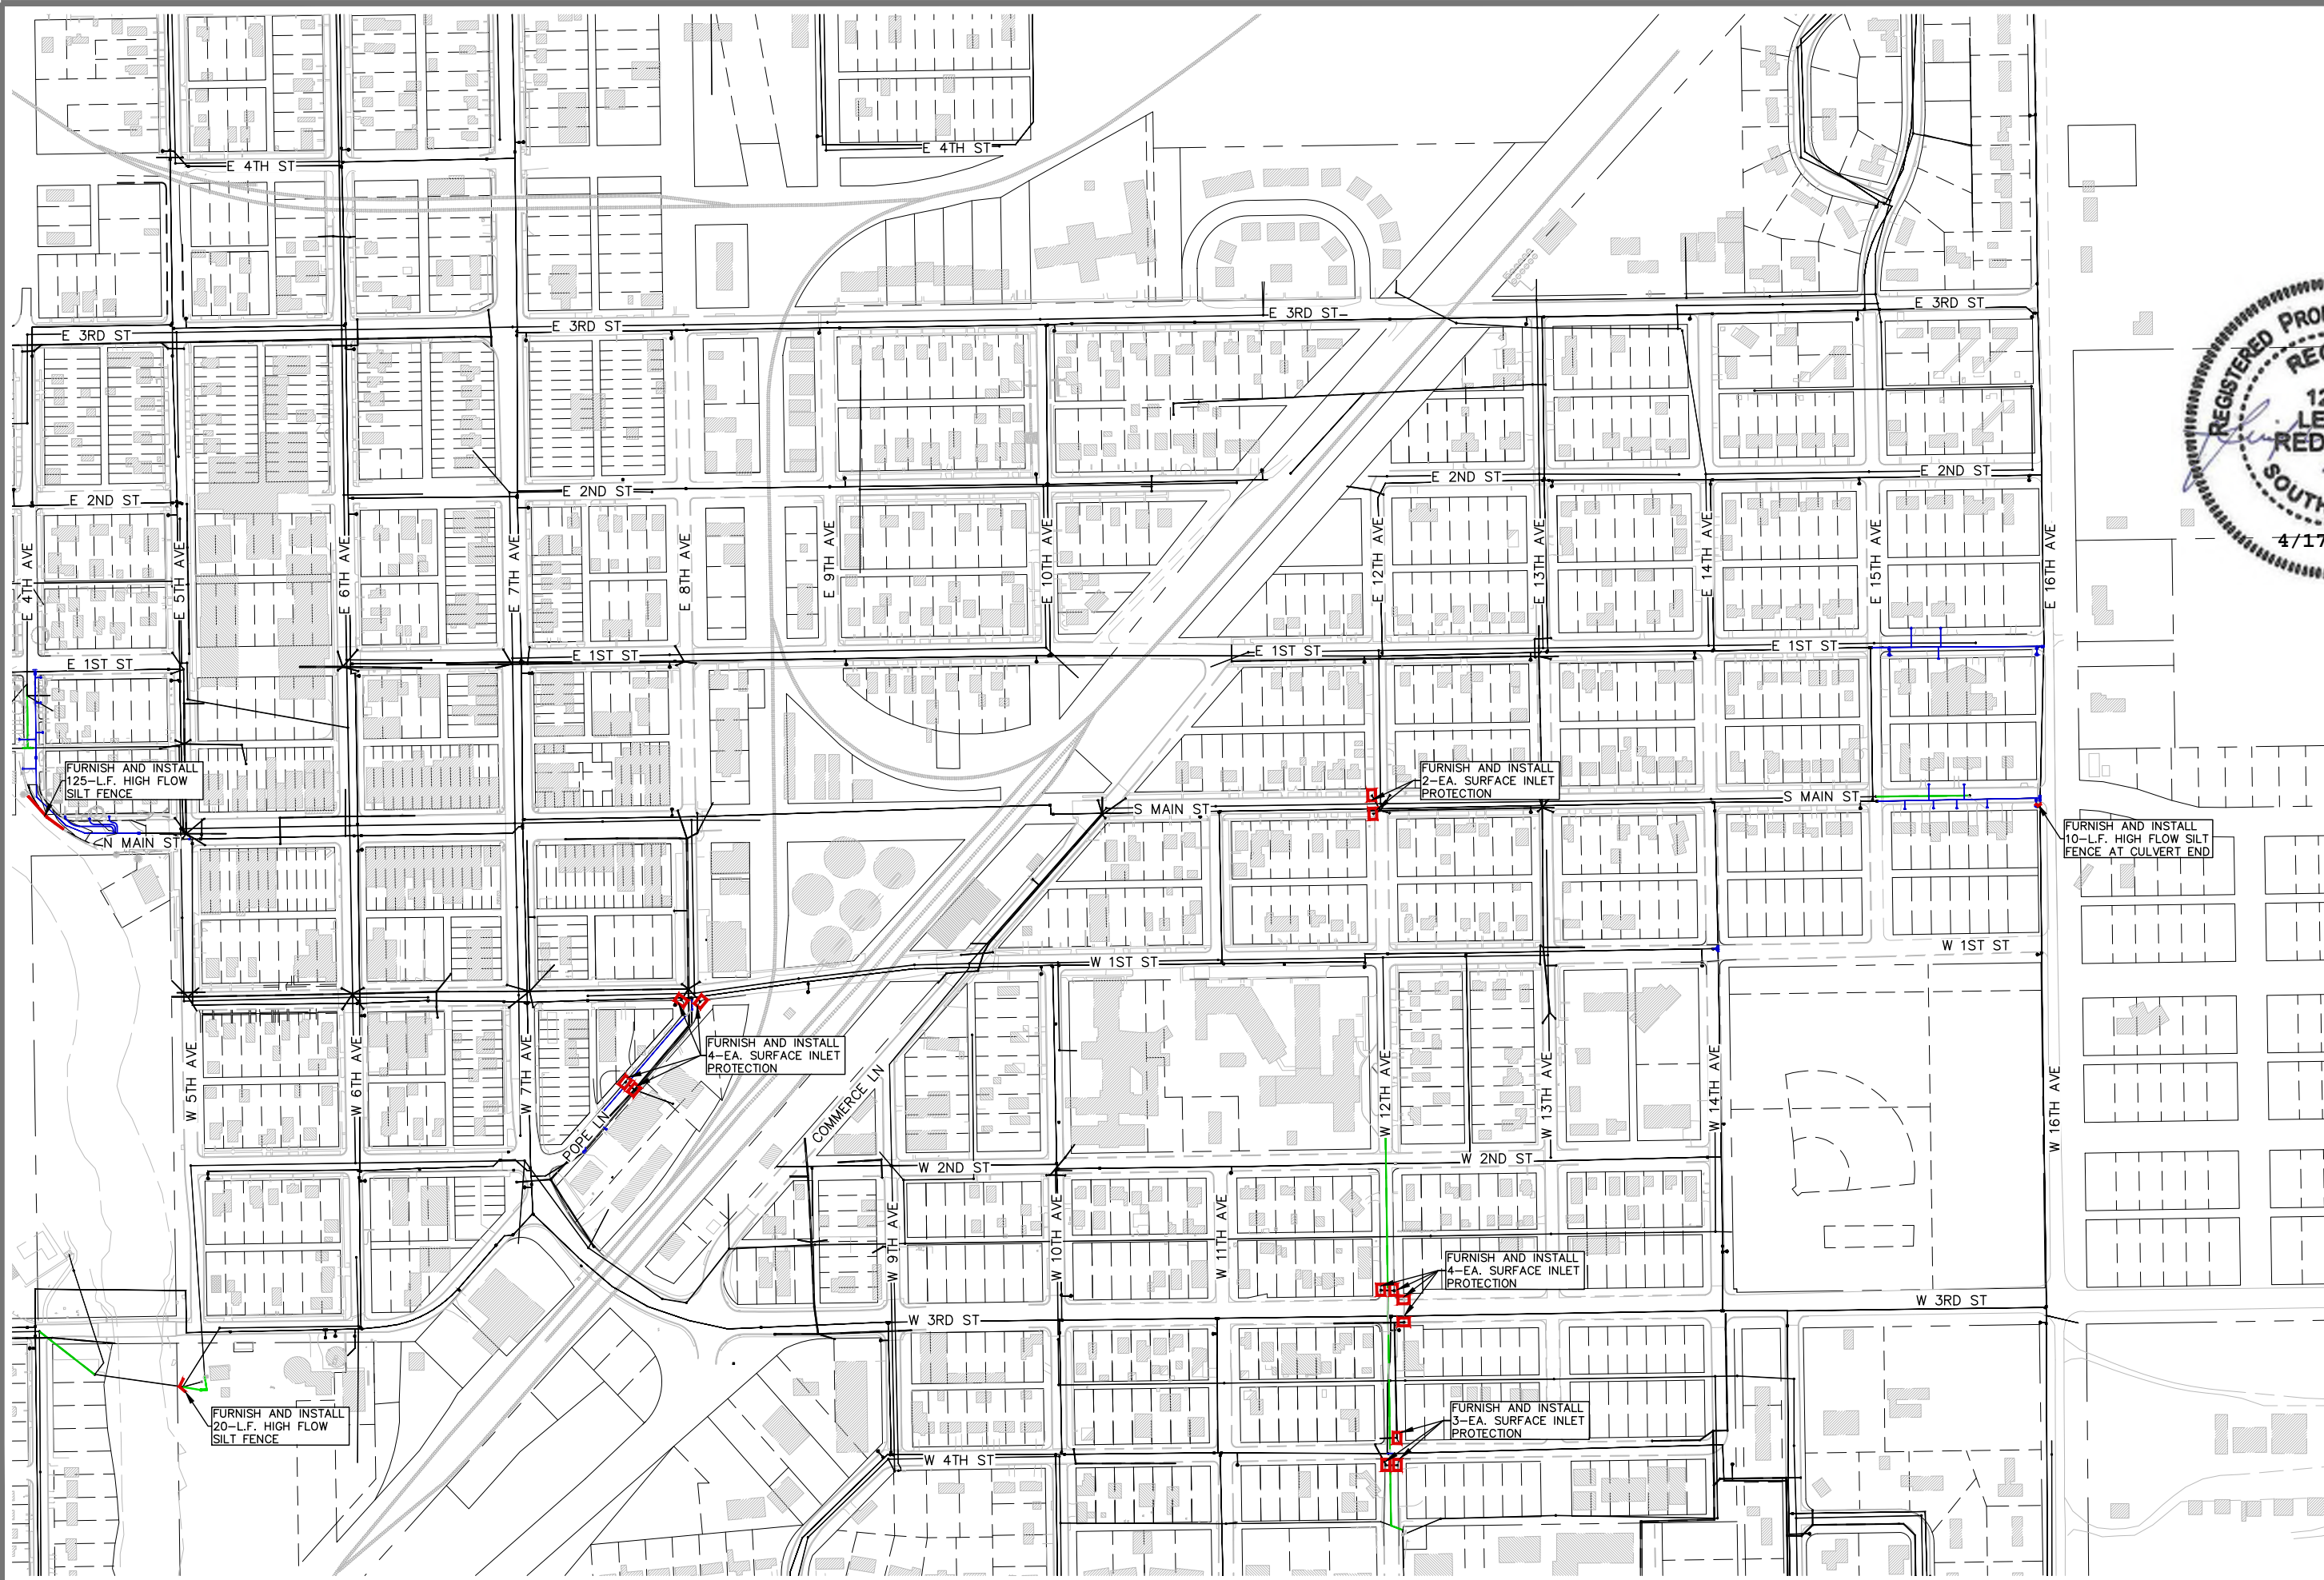 E 4TH ST
E 4TH ST
E 3RD ST
E 3RD ST
E 3RD ST
E 3RD ST
E 2ND ST
E 2ND ST
E 2ND ST
E 2ND ST
E 4TH AVE
E 5TH AVE
E 6TH AVE
E 7TH AVE
E 8TH AVE
E 9TH AVE
E 10TH AVE
E 12TH AVE
E 13TH AVE
E 14TH AVE
E 15TH AVE
E 16TH AVE
REGISTERED
SOUTH
4/17
E 1ST ST
E 1ST ST
E 1ST ST
E 1ST ST
FURNISH AND INSTALL
125-L.F. HIGH FLOW
SILT FENCE
FURNISH AND INSTALL
2-EA. SURFACE INLET
PROTECTION
N MAIN ST
S MAIN ST
S MAIN ST
FURNISH AND INSTALL
10-L.F. HIGH FLOW SILT
FENCE AT CULVERT END
W 1ST ST
W 1ST ST
FURNISH AND INSTALL
4-EA. SURFACE INLET
PROTECTION
W 5TH AVE
W 6TH AVE
W 7TH AVE
POPE LN
COMMERCE LN
W 12TH AVE
W 13TH AVE
W 14TH AVE
W 16TH AVE
W 2ND ST
W 2ND ST
W 9TH AVE
W 10TH AVE
W 11TH AVE
FURNISH AND INSTALL
4-EA. SURFACE INLET
PROTECTION
W 3RD ST
W 3RD ST
FURNISH AND INSTALL
20-L.F. HIGH FLOW
SILT FENCE
FURNISH AND INSTALL
3-EA. SURFACE INLET
PROTECTION
W 4TH ST